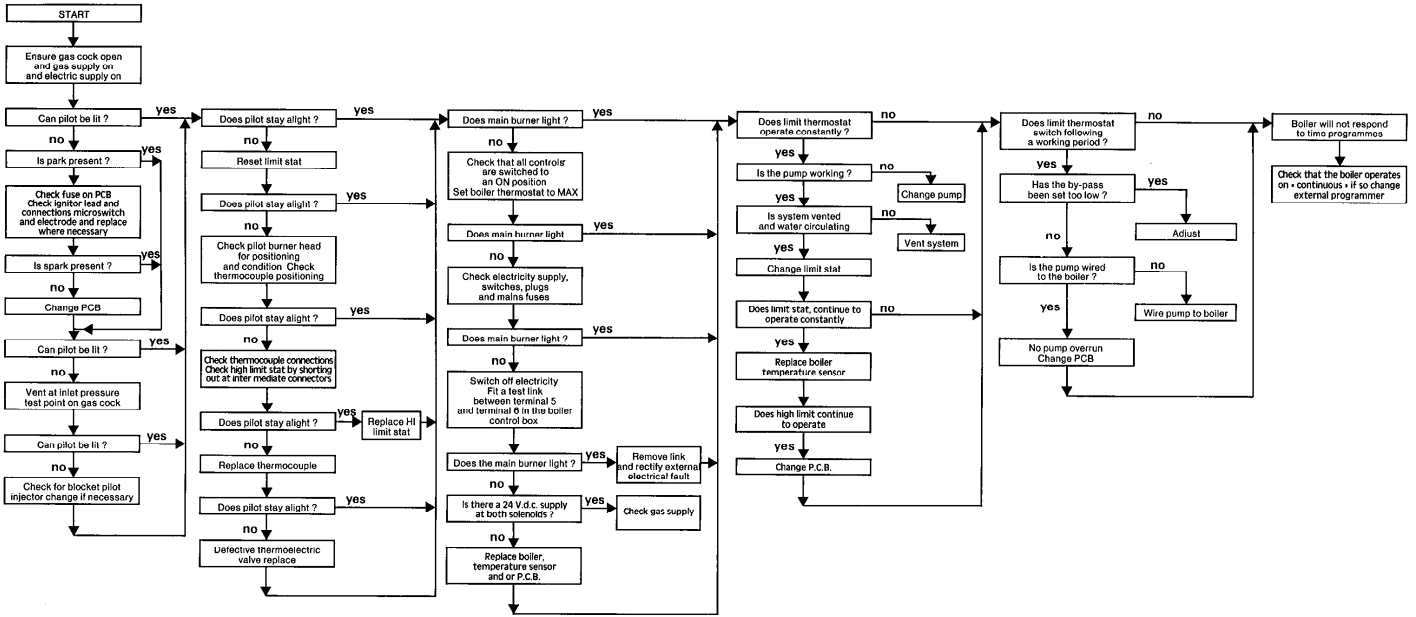 START
Ensure gas cock open
and gas supply on
and electric supply on
Can pilot be lit ?
yes
no
Is park present ?
yes
Check fuse on PCB
Check ignitor lead and
connections microswitch
and electrode and replace
where necessary
Is spark present ?
yes
no
Change PCB
Can pilot be lit ?
yes
no
Vent at inlet pressure
test point on gas cock
Can pilot be lit ?
yes
no
Check for blocket pilot
injector change if necessary
Does pilot stay alight ?
yes
no
Reset limit stat
Does pilot stay alight ?
yes
no
Check pilot burner head
for positioning
and condition Check
thermocouple positioning
Does pilot stay alight ?
yes
no
Check thermocouple connections
Check high limit stat by shorting
out at inter mediate connectors
Does pilot stay alight ?
yes
Replace HI
limit stat
no
Replace thermocouple
Does pilot stay alight ?
yes
no
Defective thermoelectric
valve replace
Does main burner light ?
yes
no
Check that all controls
are switched to
an ON position
Set boiler thermostat to MAX
Does main burner light
yes
no
Check electricity supply,
switches, plugs
and mains fuses
Does main burner light ?
yes
no
Switch off electricity
Fit a test link
between terminal 5
and terminal 6 in the boiler
control box
Does the main burner light ?
yes
Remove link
and rectify external
electrical fault
no
Is there a 24 V.d.c. supply
at both solenoids ?
yes
Check gas supply
no
Replace boiler,
temperature sensor
and or P.C.B.
Does limit thermostat
operate constantly ?
no
yes
Is the pump working ?
no
Change pump
yes
Is system vented
and water circulating
no
Vent system
yes
Change limit stat
Does limit stat, continue to
operate constantly
no
yes
Replace boiler
temperature sensor
Does high limit continue
to operate
yes
Change P.C.B.
Does limit thermostat
switch following
a working period ?
no
yes
Has the by-pass
been set too low ?
yes
Adjust
no
Is the pump wired
to the boiler ?
no
Wire pump to boiler
yes
No pump overrun
Change PCB
Boiler will not respond
to time programmes
Check that the boiler operates
on « continuous » if so change
external programmer